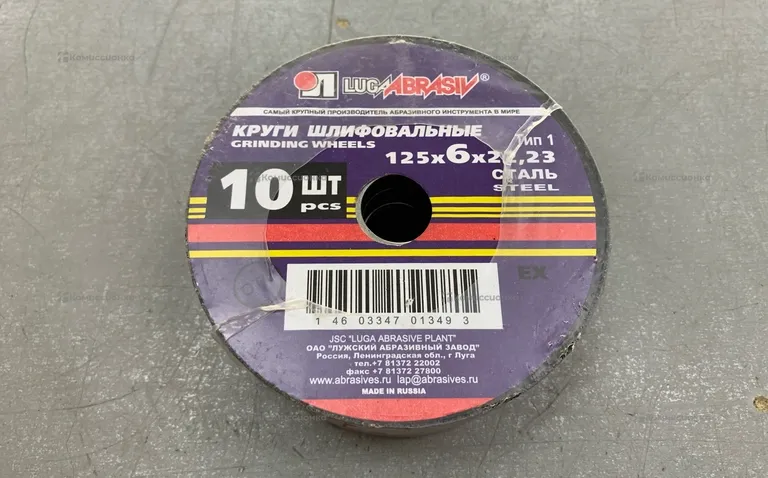 Комиссионка
ЛУГА
LUGAABRASIV®
САМЫЙ КРУПНЫЙ ПРОИЗВОДИТЕЛЬ АБРАЗИВНОГО ИНСТРУМЕНТА В МИРЕ
КРУГИ ШЛИФОВАЛЬНЫЕ
GRINDING WHEELS
ТИП 1
125x6x22,23
СТАЛЬ
STEEL
10 ШТ
pcs
EX
1 46 03347 01349 3
JSC "LUGA ABRASIVE PLANT"
ОАО "ЛУЖСКИЙ АБРАЗИВНЫЙ ЗАВОД"
Россия, Ленинградская обл., г Луга
тел.+7 81372 22002
факс +7 81372 27800
www.abrasives.ru lap@abrasives.ru
MADE IN RUSSIA